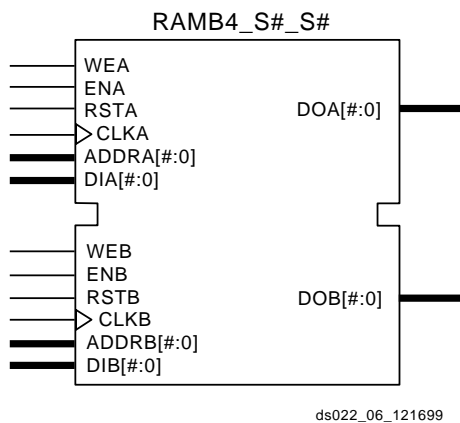 RAMB4_S#_S#
WEA
ENA
RSTA
CLKA
ADDRA[#:0]
DIA[#:0]
DOA[#:0]
WEB
ENB
RSTB
CLKB
ADDRB[#:0]
DIB[#:0]
DOB[#:0]
ds022_06_121699